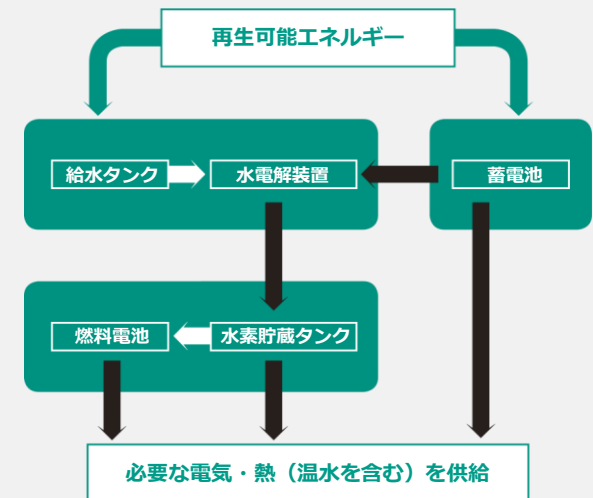 再生可能エネルギー
給水タンク
水電解装置
蓄電池
燃料電池
水素貯蔵タンク
必要な電気・熱（温水を含む）を供給